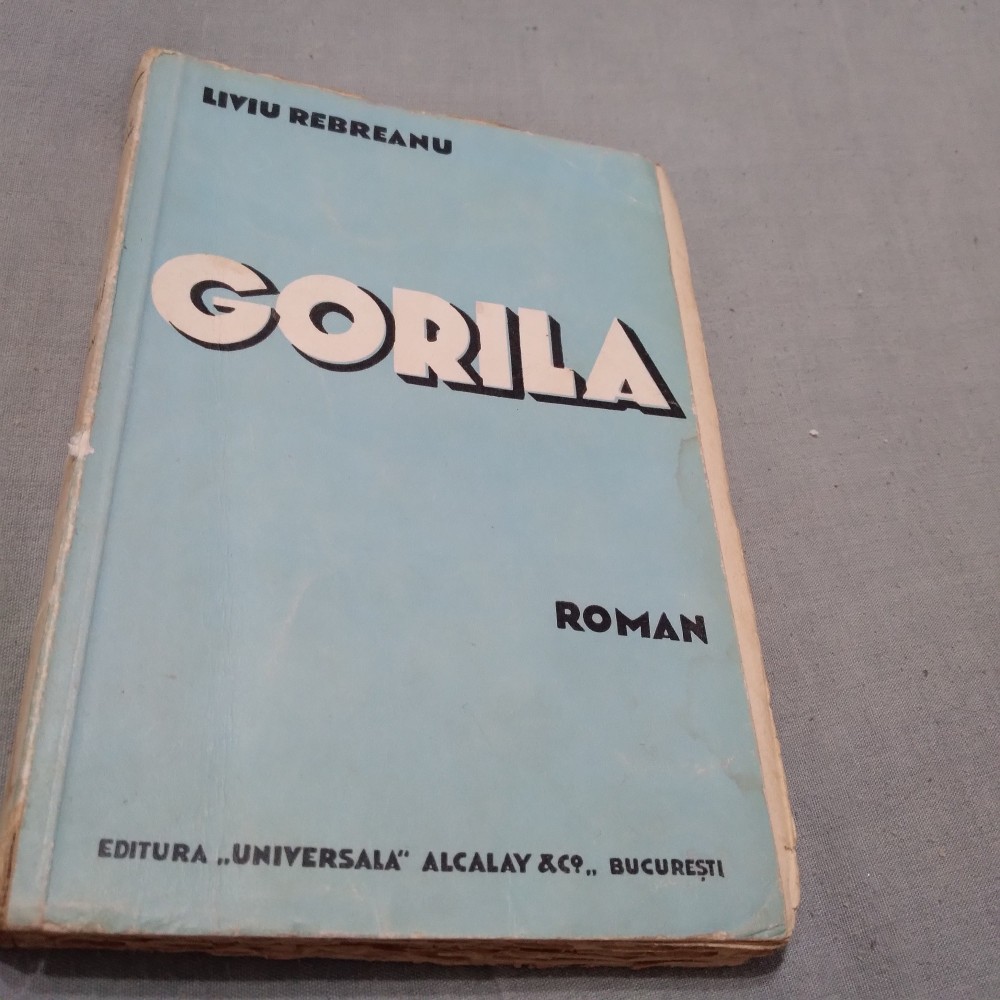 LIVIU REBREANU
GORILA
ROMAN
EDITURA „UNIVERSALA“ ALCALAY & Cº„ BUCUREȘTI